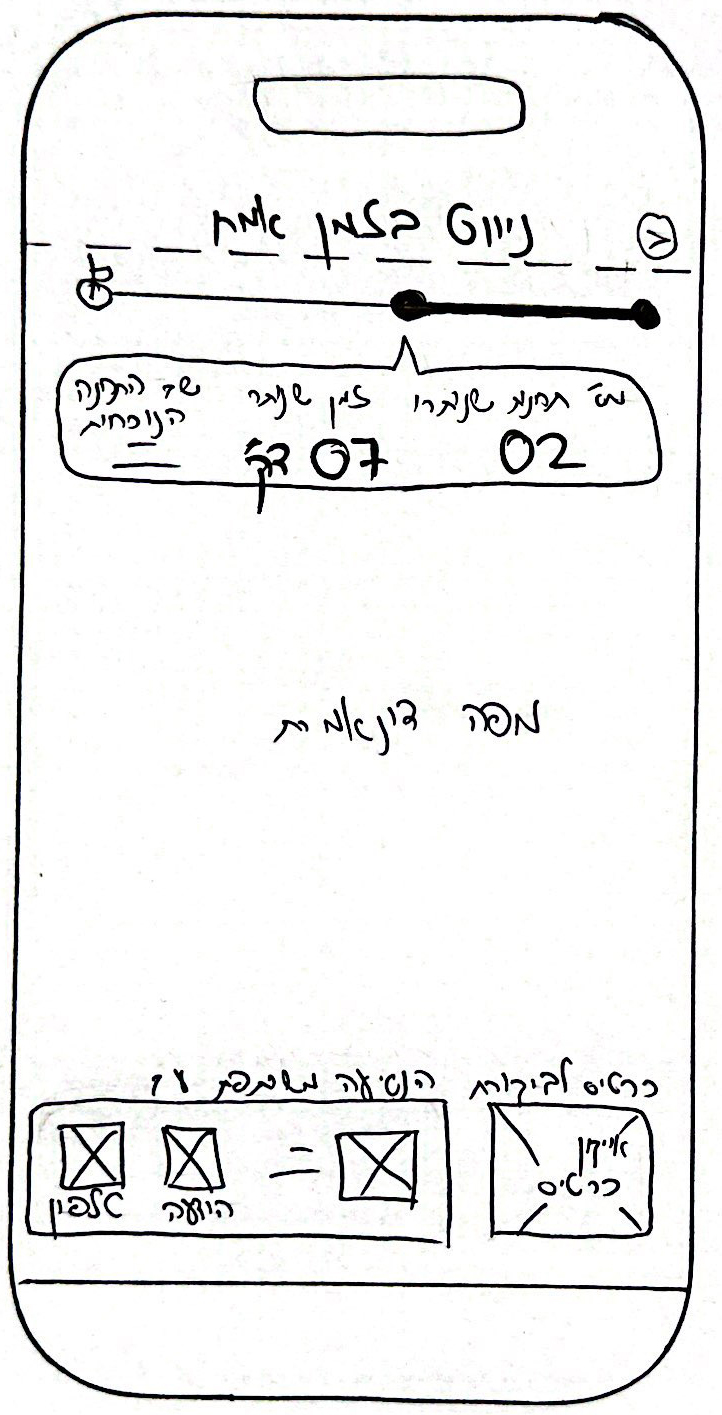 ניווט בזמן אמת
מס' תחנות שנותרו
02
זמן שנותר
07 דק'
שם התחנה
הנוכחית
מפה דינאמית
כרטיס לביקורת
אייקון
כרטיס
הנסיעה משותפת עם
הודעה
טלפון